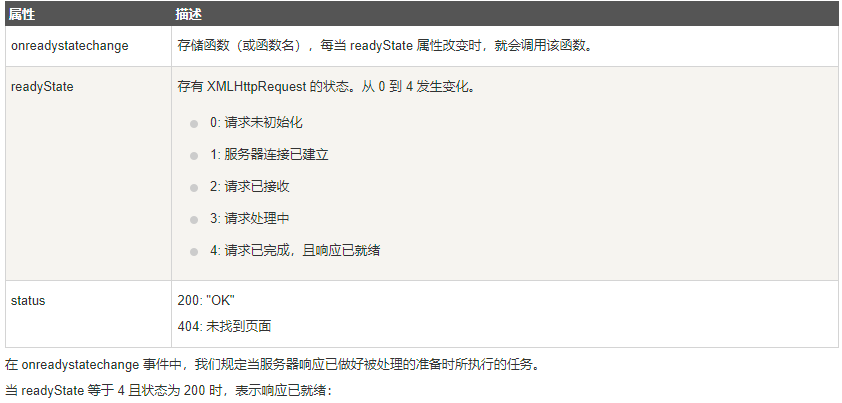 属性 描述
onreadystatechange 存储函数（或函数名），每当 readyState 属性改变时，就会调用该函数。
readyState 存有 XMLHttpRequest 的状态。从 0 到 4 发生变化。
0: 请求未初始化
1: 服务器连接已建立
2: 请求已接收
3: 请求处理中
4: 请求已完成，且响应已就绪
status 200: "OK"
404: 未找到页面
在 onreadystatechange 事件中，我们规定当服务器响应已做好被处理的准备时所执行的任务。
当 readyState 等于 4 且状态为 200 时，表示响应已就绪：